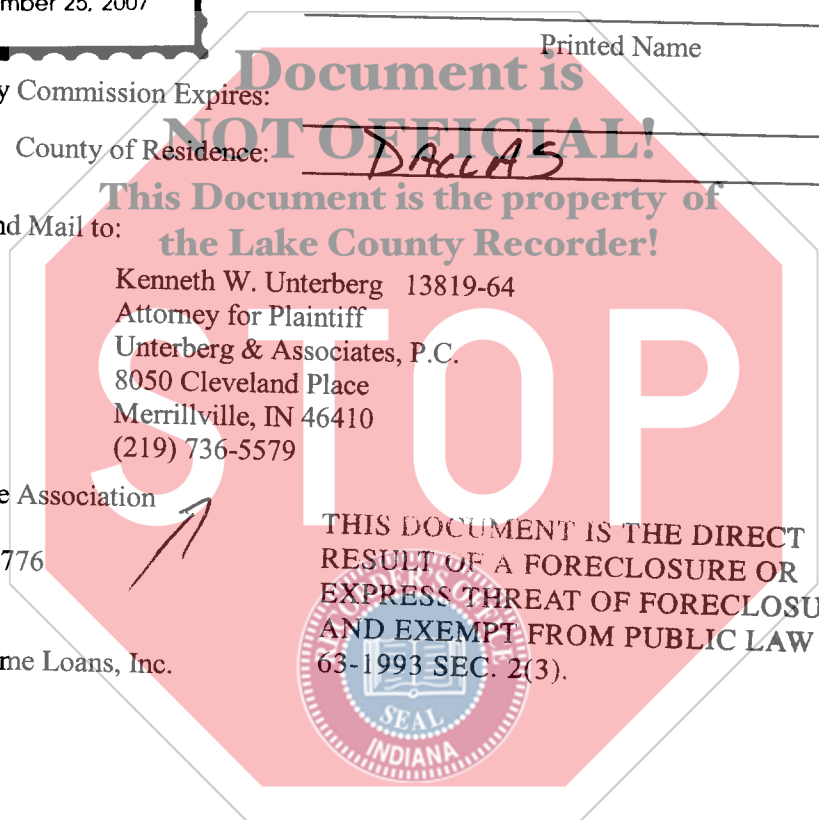 mber 25, 2007
Printed Name
y Commission Expires:
County of Residence: DALLAS
Document is
NOT OFFICIAL!
This Document is the property of
the Lake County Recorder!
nd Mail to:
Kenneth W. Unterberg 13819-64
Attorney for Plaintiff
Unterberg & Associates, P.C.
8050 Cleveland Place
Merrillville, IN 46410
(219) 736-5579
STOP
e Association
776
me Loans, Inc.
THIS DOCUMENT IS THE DIRECT
RESULT OF A FORECLOSURE OR
EXPRESS THREAT OF FORECLOSU
AND EXEMPT FROM PUBLIC LAW
63-1993 SEC. 2(3).
RECORDER'S OFFICE
SEAL
INDIANA